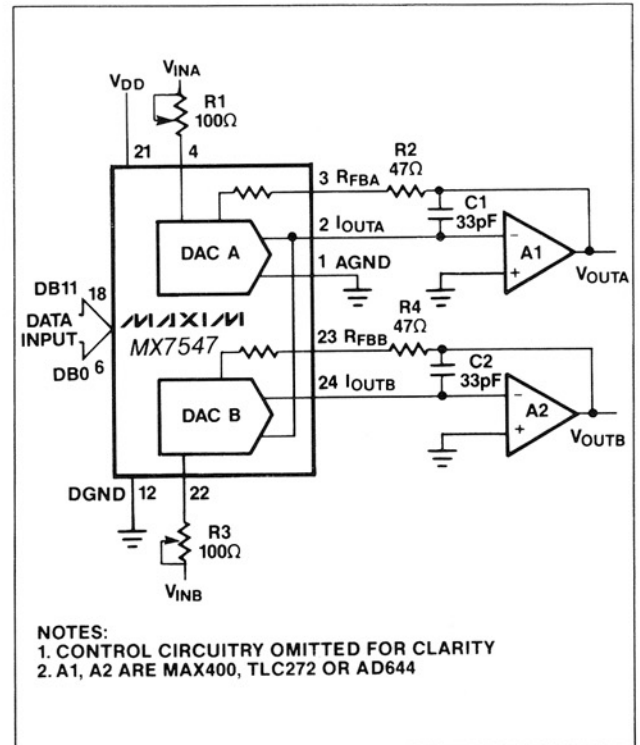 VINA
VDD
R1
100Ω
21
4
R2
47Ω
3 RFBA
C1
33pF
2 IOUTA
DAC A
A1
1 AGND
VOUTA
DB11
18
DATA
INPUT
MAXIM
MX7547
R4
47Ω
23 RFBB
DB0
6
C2
33pF
24 IOUTB
DAC B
A2
VOUTB
DGND
12
22
R3
100Ω
VINB
NOTES:
1. CONTROL CIRCUITRY OMITTED FOR CLARITY
2. A1, A2 ARE MAX400, TLC272 OR AD644